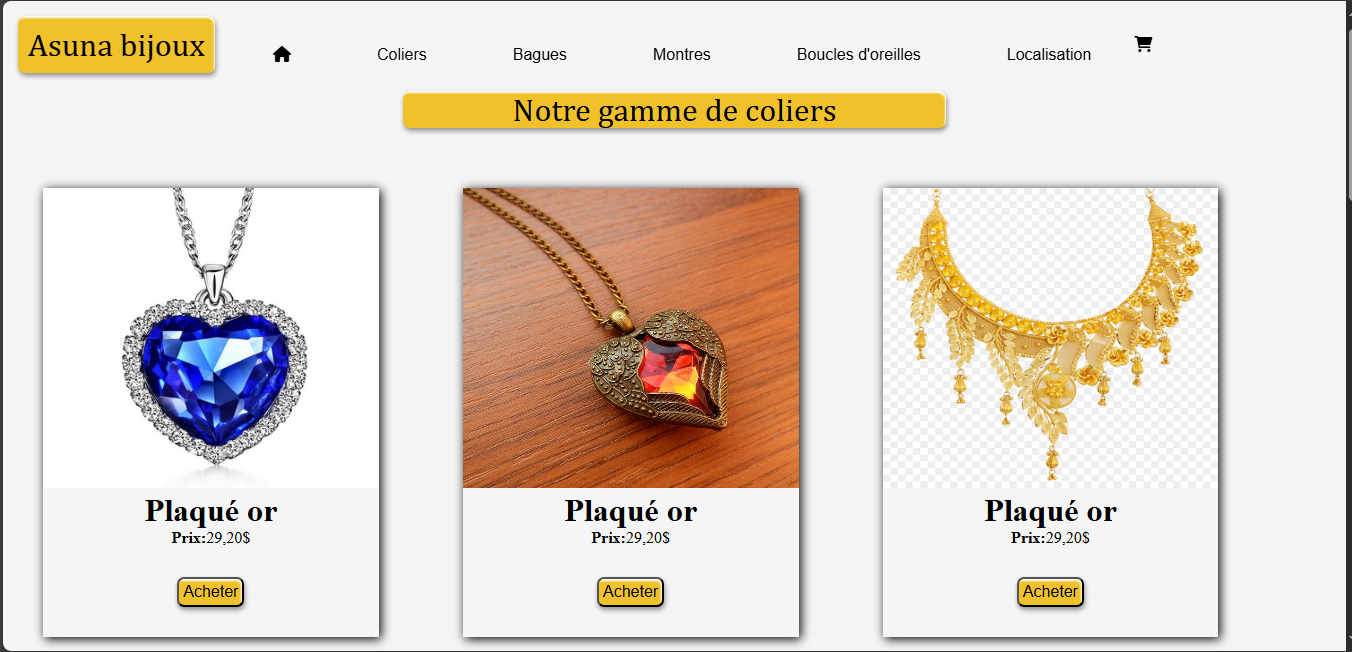 Asuna bijoux
Coliers Bagues Montres Boucles d'oreilles Localisation
Notre gamme de coliers
Plaqué or Plaqué or Plaqué or
Prix:29,20$ Prix:29,20$ Prix:29,20$
Acheter Acheter Acheter